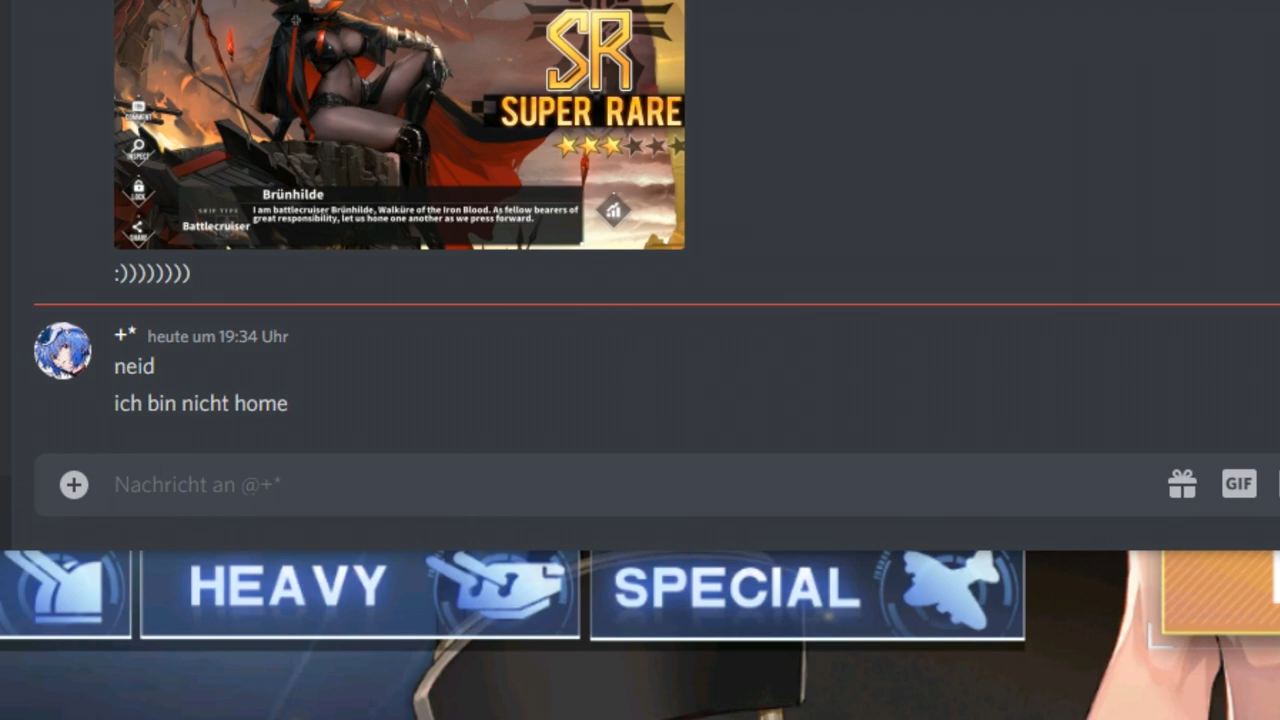 SR
SUPER RARE
COMMENT
INSPECT
LOCK
SHARE
Brünhilde
SHIP TYPE
I am battlecruiser Brünhilde, Walküre of the Iron Blood. As fellow bearers of
great responsibility, let us hone one another as we press forward.
Battlecruiser
:))))))))
+* heute um 19:34 Uhr
neid
ich bin nicht home
Nachricht an @+*
GIF
HEAVY
SPECIAL